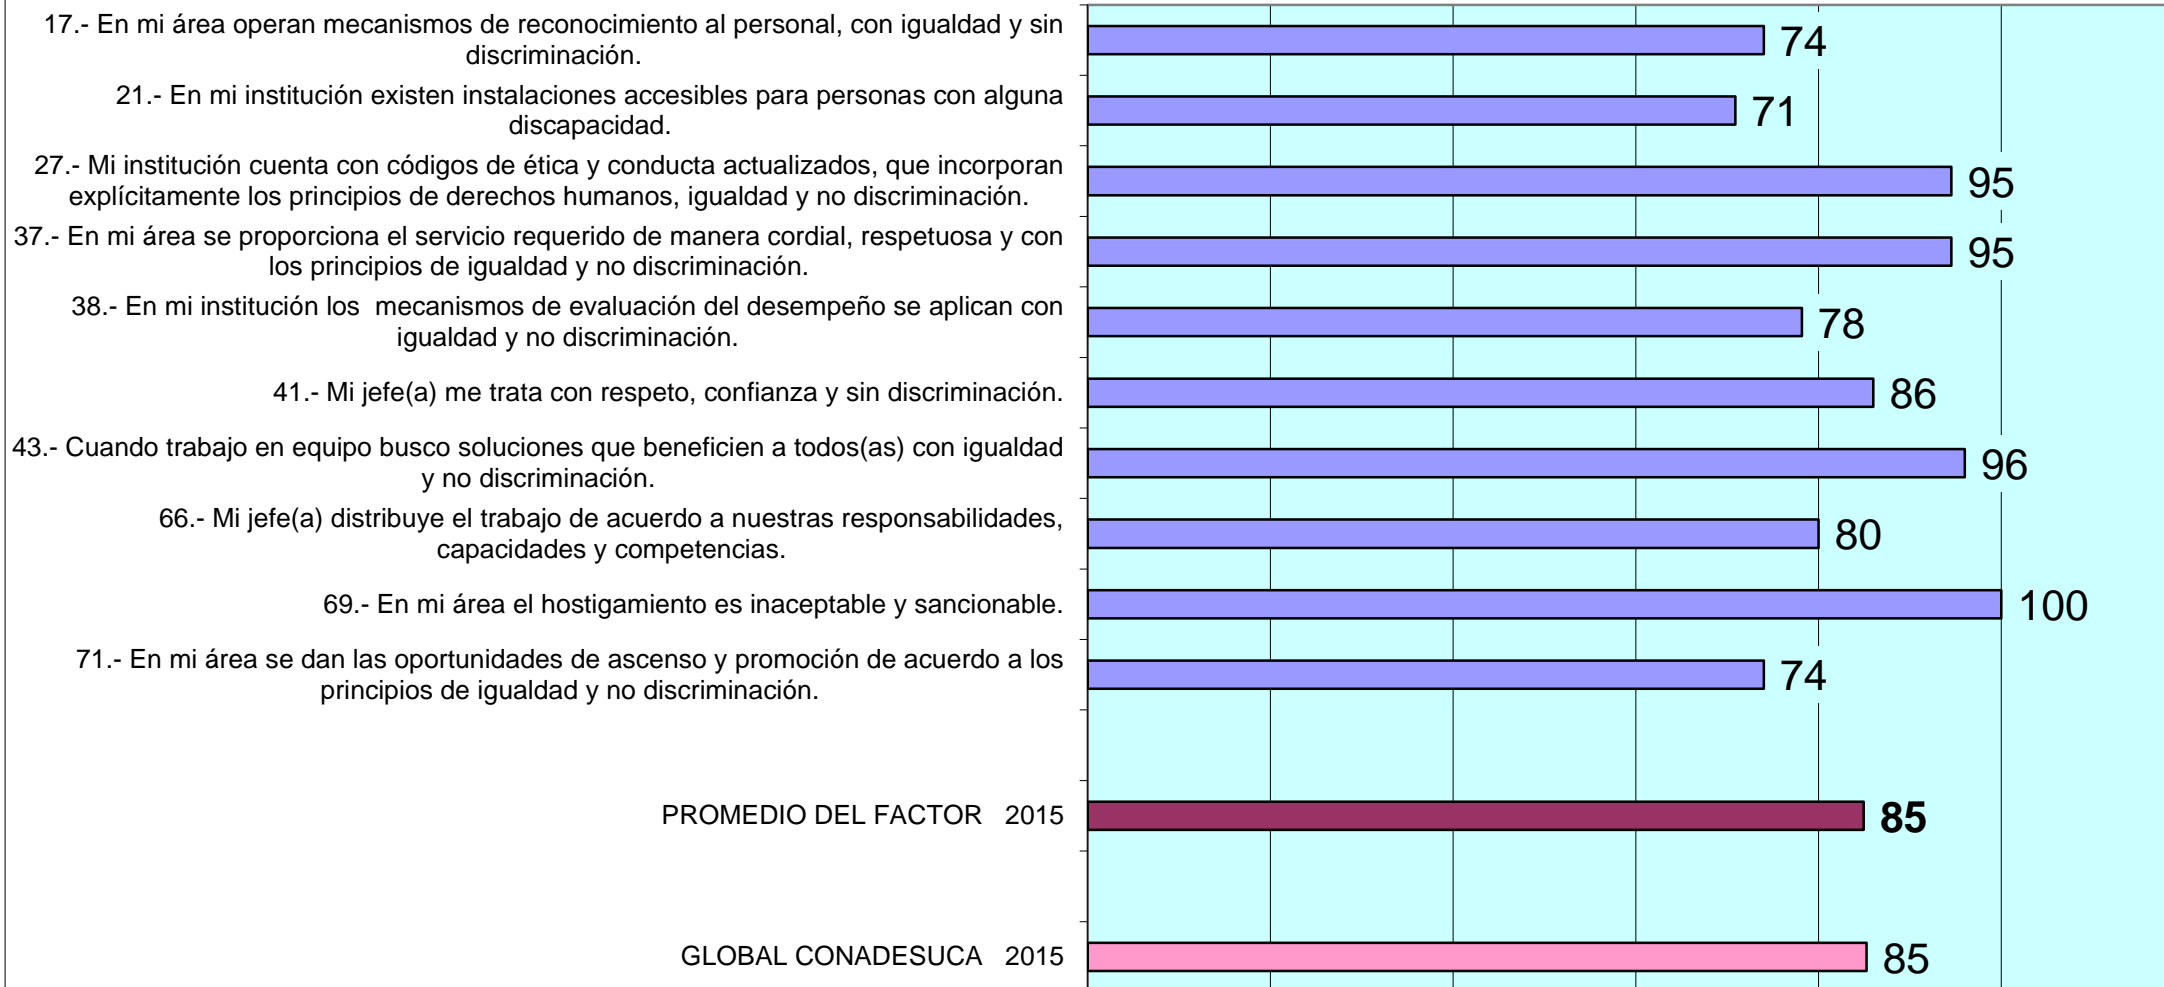 17.- En mi área operan mecanismos de reconocimiento al personal, con igualdad y sin
discriminación.
74
21.- En mi institución existen instalaciones accesibles para personas con alguna
discapacidad.
71
27.- Mi institución cuenta con códigos de ética y conducta actualizados, que incorporan
explícitamente los principios de derechos humanos, igualdad y no discriminación.
95
37.- En mi área se proporciona el servicio requerido de manera cordial, respetuosa y con
los principios de igualdad y no discriminación.
95
38.- En mi institución los  mecanismos de evaluación del desempeño se aplican con
igualdad y no discriminación.
78
41.- Mi jefe(a) me trata con respeto, confianza y sin discriminación.
86
43.- Cuando trabajo en equipo busco soluciones que beneficien a todos(as) con igualdad
y no discriminación.
96
66.- Mi jefe(a) distribuye el trabajo de acuerdo a nuestras responsabilidades,
capacidades y competencias.
80
69.- En mi área el hostigamiento es inaceptable y sancionable.
100
71.- En mi área se dan las oportunidades de ascenso y promoción de acuerdo a los
principios de igualdad y no discriminación.
74
PROMEDIO DEL FACTOR   2015
85
GLOBAL CONADESUCA   2015
85